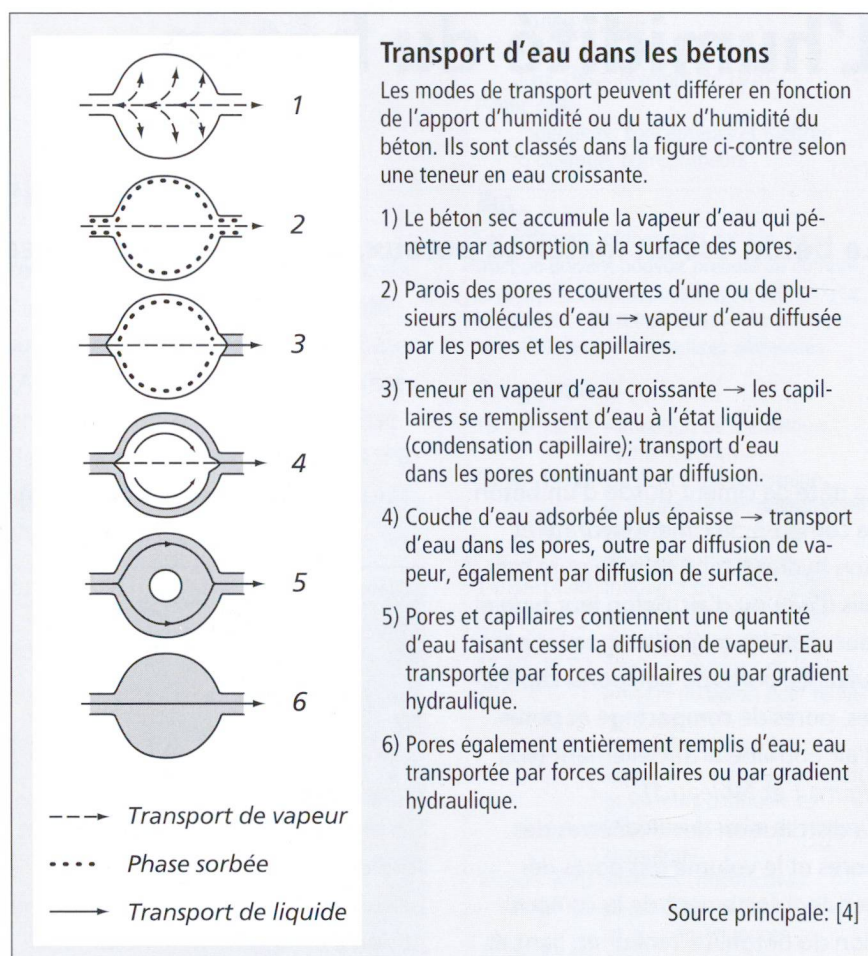 Transport d'eau dans les bétons
Les modes de transport peuvent différer en fonction
de l'apport d'humidité ou du taux d'humidité du
béton. Ils sont classés dans la figure ci-contre selon
une teneur en eau croissante.
1) Le béton sec accumule la vapeur d'eau qui pé-
nètre par adsorption à la surface des pores.
2) Parois des pores recouvertes d'une ou de plu-
sieurs molécules d'eau → vapeur d'eau diffusée
par les pores et les capillaires.
3) Teneur en vapeur d'eau croissante → les capil-
laires se remplissent d'eau à l'état liquide
(condensation capillaire); transport d'eau
dans les pores continuant par diffusion.
4) Couche d'eau adsorbée plus épaisse → transport
d'eau dans les pores, outre par diffusion de va-
peur, également par diffusion de surface.
5) Pores et capillaires contiennent une quantité
d'eau faisant cesser la diffusion de vapeur. Eau
transportée par forces capillaires ou par gradient
hydraulique.
6) Pores également entièrement remplis d'eau; eau
transportée par forces capillaires ou par gradient
hydraulique.
Source principale: [4]
1
2
3
4
5
6
Transport de vapeur
Phase sorbée
Transport de liquide